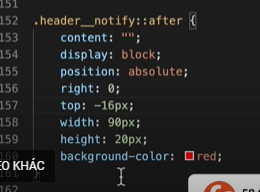 151
152 .header__notify::after {
153 content: "";
154 display: block;
155 position: absolute;
156 right: 0;
157 top: -16px;
158 width: 90px;
159 height: 20px;
160 background-color: red;
EO KHÁC }
162